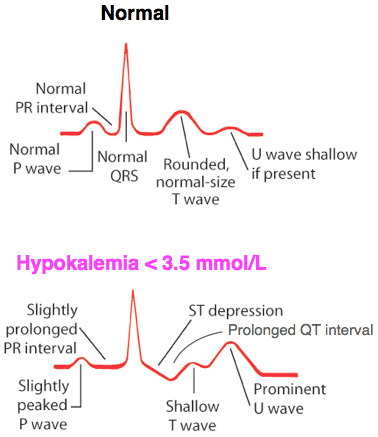 Normal
Normal
PR interval
Normal
P wave
Normal
QRS
Rounded,
normal-size
T wave
U wave shallow
if present
Hypokalemia < 3.5 mmol/L
Slightly
prolonged
PR interval
Slightly
peaked
P wave
ST depression
Prolonged QT interval
Shallow
T wave
Prominent
U wave